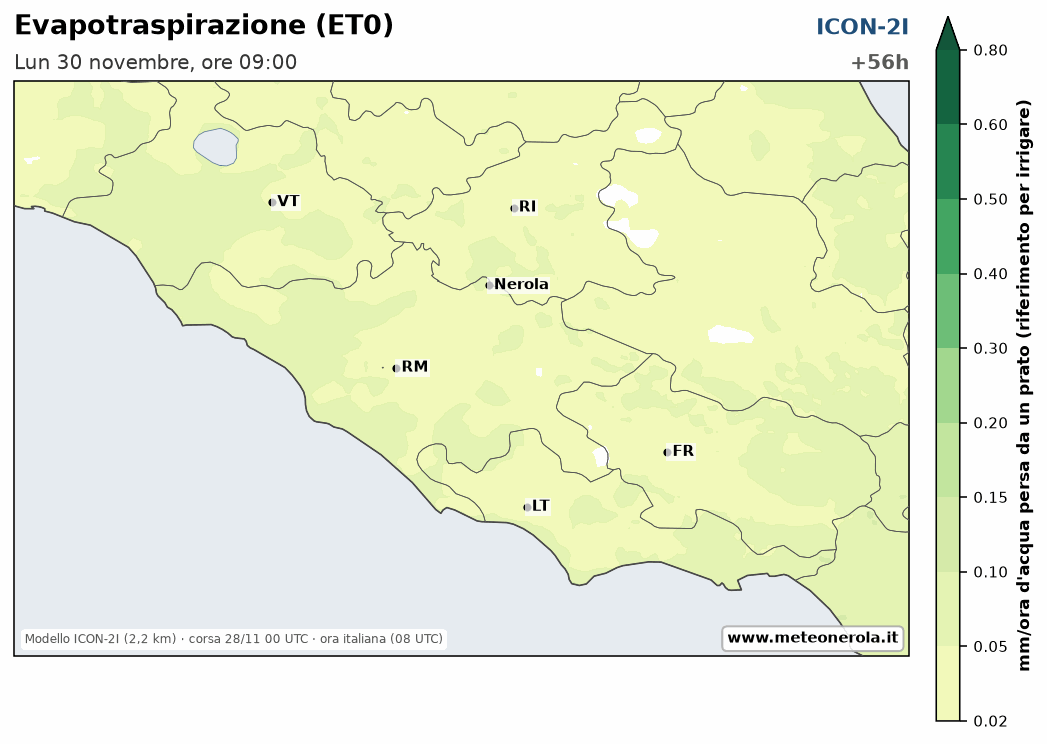 Evapotraspirazione (ET0)
ICON-2I
Lun 30 novembre, ore 09:00
+56h
VT
RI
Nerola
RM
FR
LT
Modello ICON-2I (2,2 km) · corsa 28/11 00 UTC · ora italiana (08 UTC)
www.meteonerola.it
0.80
0.60
0.50
0.40
0.30
0.20
0.15
0.10
0.05
0.02
mm/ora d'acqua persa da un prato (riferimento per irrigare)